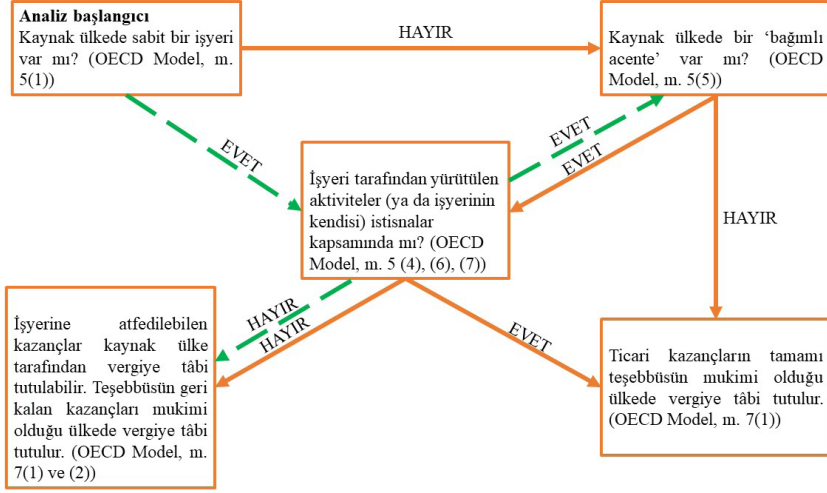 Analiz başlangıcı
Kaynak ülkede sabit bir işyeri
var mı? (OECD Model, m.
5(1))
HAYIR
Kaynak ülkede bir ‘bağımlı
acente’ var mı? (OECD
Model, m. 5(5))
EVET
EVET
EVET
İşyeri tarafından yürütülen
aktiviteler (ya da işyerinin
kendisi) istisnalar
kapsamında mı? (OECD
Model, m. 5 (4), (6), (7))
HAYIR
HAYIR
HAYIR
EVET
İşyerine atfedilebilen
kazançlar kaynak ülke
tarafından vergiye tâbi
tutulabilir. Teşebbüsün geri
kalan kazançları mukimi
olduğu ülkede vergiye tâbi
tutulur. (OECD Model, m.
7(1) ve (2))
Ticari kazançların tamamı
teşebbüsün mukimi olduğu
ülkede vergiye tâbi tutulur.
(OECD Model, m. 7(1))